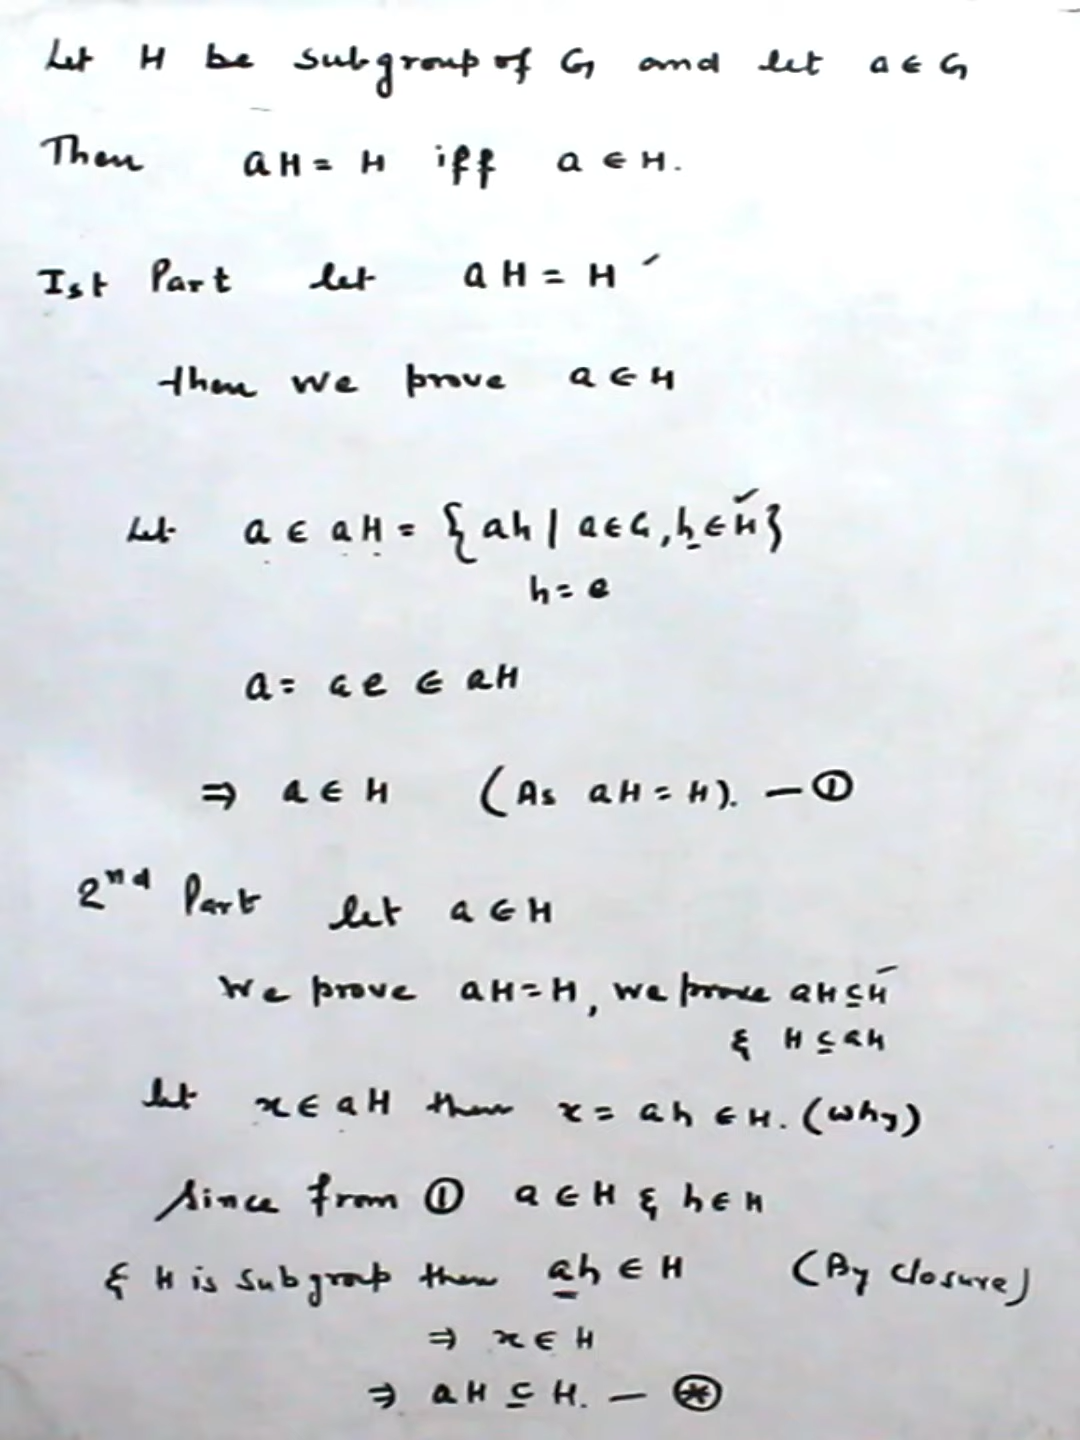 Let H be subgroup of G and let a ∈ G
Then aH = H iff a ∈ H.
Ist Part let aH = H
then we prove a ∈ H
Let a ∈ aH = {ah | a∈G, h∈H}
h = e
a = ae ∈ aH
⇒ a ∈ H (As aH = H). — ①
2nd Part let a ∈ H
We prove aH = H, we prove aH ⊆ H
& H ⊆ aH
let x ∈ aH then x = ah ∈ H. (why)
Since from ① a ∈ H & h ∈ H
& H is subgroup then ah ∈ H (By closure)
⇒ x ∈ H
⇒ aH ⊆ H. — ⊛